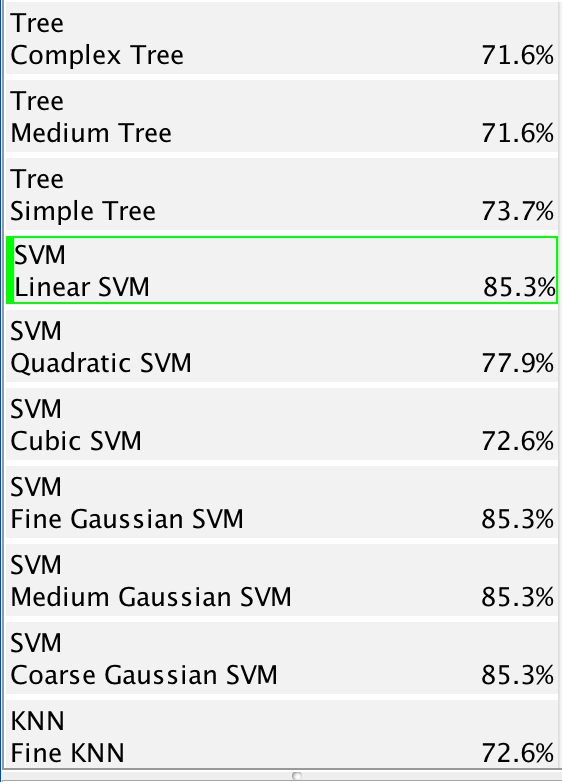 Tree
Complex Tree 71.6%
Tree
Medium Tree 71.6%
Tree
Simple Tree 73.7%
SVM
Linear SVM 85.3%
SVM
Quadratic SVM 77.9%
SVM
Cubic SVM 72.6%
SVM
Fine Gaussian SVM 85.3%
SVM
Medium Gaussian SVM 85.3%
SVM
Coarse Gaussian SVM 85.3%
KNN
Fine KNN 72.6%